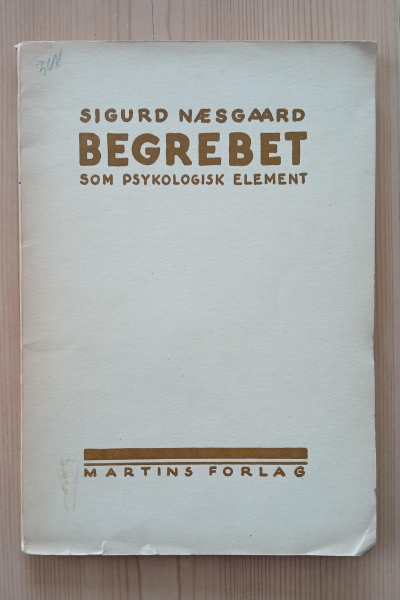 SIGURD NÆSGAARD
BEGREBET
SOM PSYKOLOGISK ELEMENT
MARTINS FORLAG